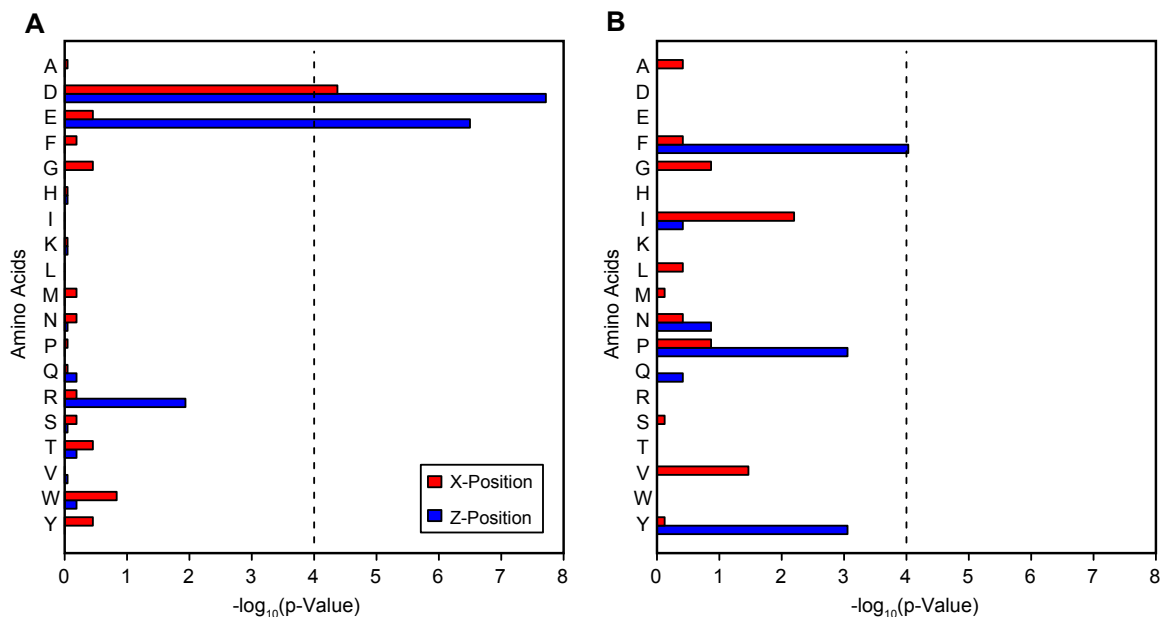 A
A
D
E
F
G
H
I
K
L
M
N
P
Q
R
S
T
V
W
Y
Amino Acids
X-Position
Z-Position
0 1 2 3 4 5 6 7 8
-log10(p-Value)
B
A
D
E
F
G
H
I
K
L
M
N
P
Q
R
S
T
V
W
Y
Amino Acids
0 1 2 3 4 5 6 7 8
-log10(p-Value)